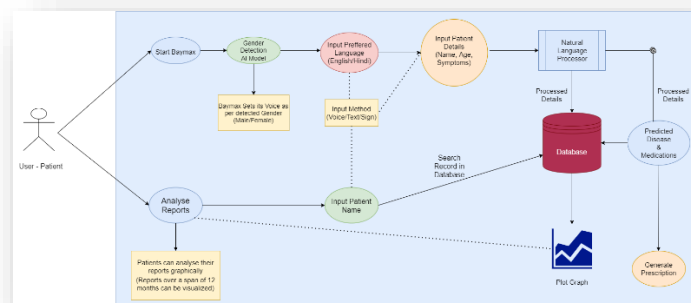 Start Baymax
Gender
Detection
AI Model
Input Preffered
Language
(English/Hindi)
Input Patient
Details
(Name, Age,
Symptoms)
Natural
Language
Processor
Baymax Sets its Voice as
per detected Gender
(Main/Female)
Input Method
(Voice/Text/Sign)
Processed
Details
Processed
Details
User - Patient
Database
Predicted
Disease
&
Medications
Search
Record in
Database
Analyse
Reports
Input Patient
Name
Patients can analyse their
reports graphically
(Reports over a span of 12
months can be visualized)
Plot Graph
Generate
Prescription